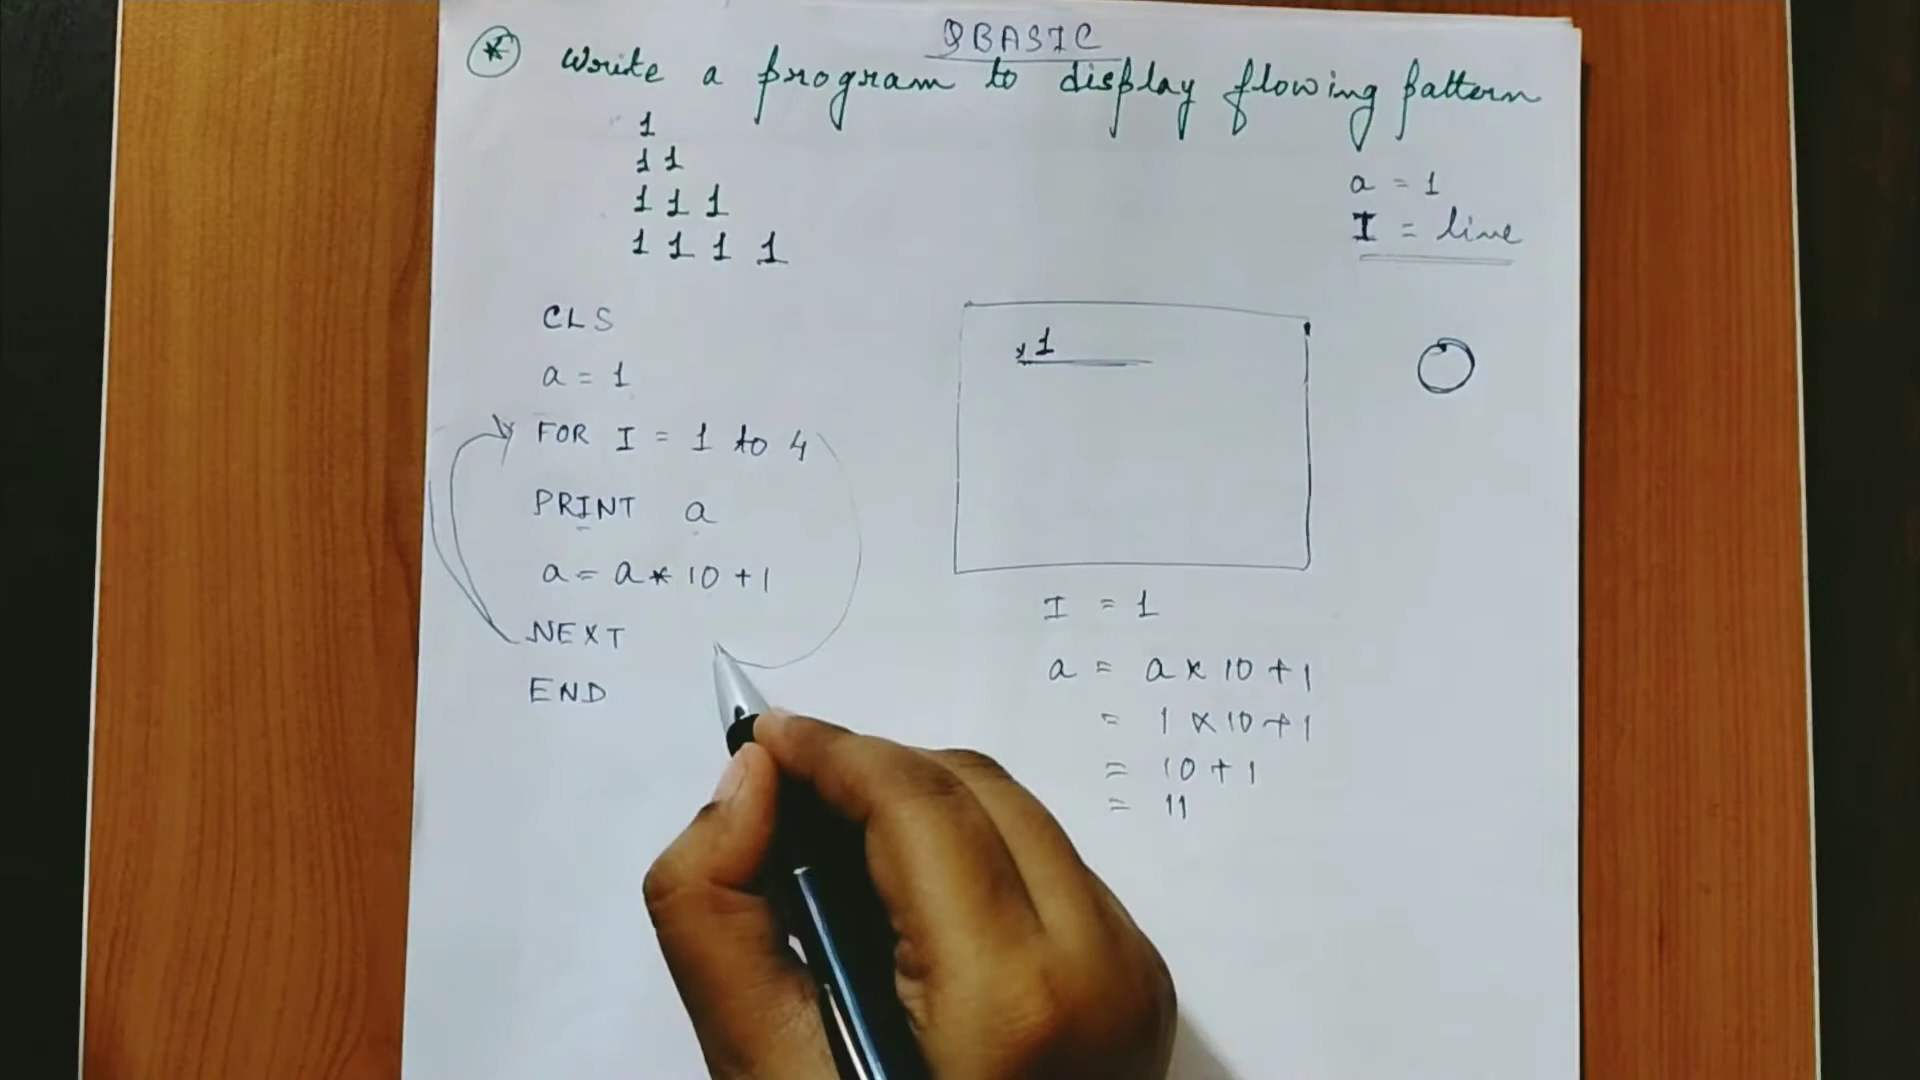 QBASIC
* Write a program to display flowing pattern
1
1 1
1 1 1
1 1 1 1
a = 1
I = line
CLS
a = 1
FOR I = 1 to 4
PRINT a
a = a * 10 + 1
NEXT
END
1
I = 1
a = a x 10 + 1
= 1 x 10 + 1
= 10 + 1
= 11